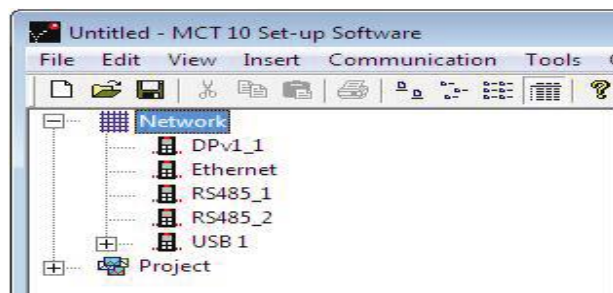 Untitled - MCT 10 Set-up Software
File Edit View Insert Communication Tools
Network
DPv1_1
Ethernet
RS485_1
RS485_2
USB 1
Project